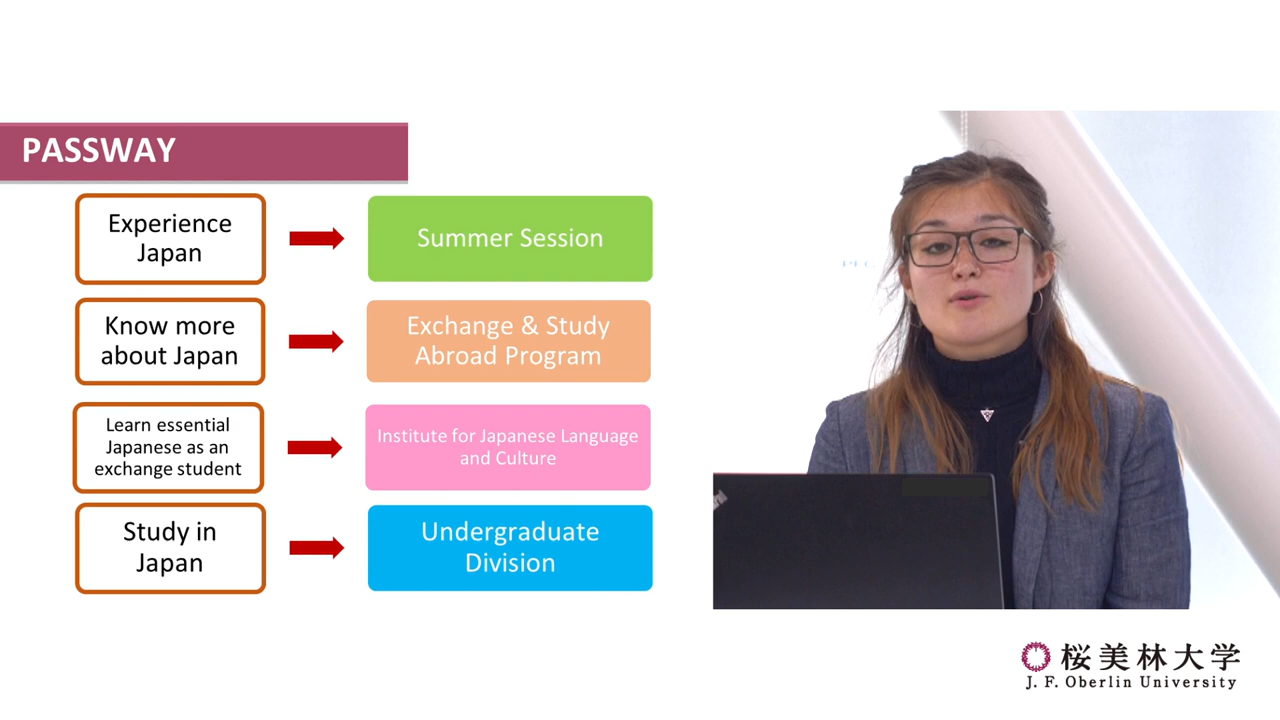 PASSWAY
Experience
Japan
Summer Session
Know more
about Japan
Exchange & Study
Abroad Program
Learn essential
Japanese as an
exchange student
Institute for Japanese Language
and Culture
Study in
Japan
Undergraduate
Division
桜美林大学
J. F. Oberlin University